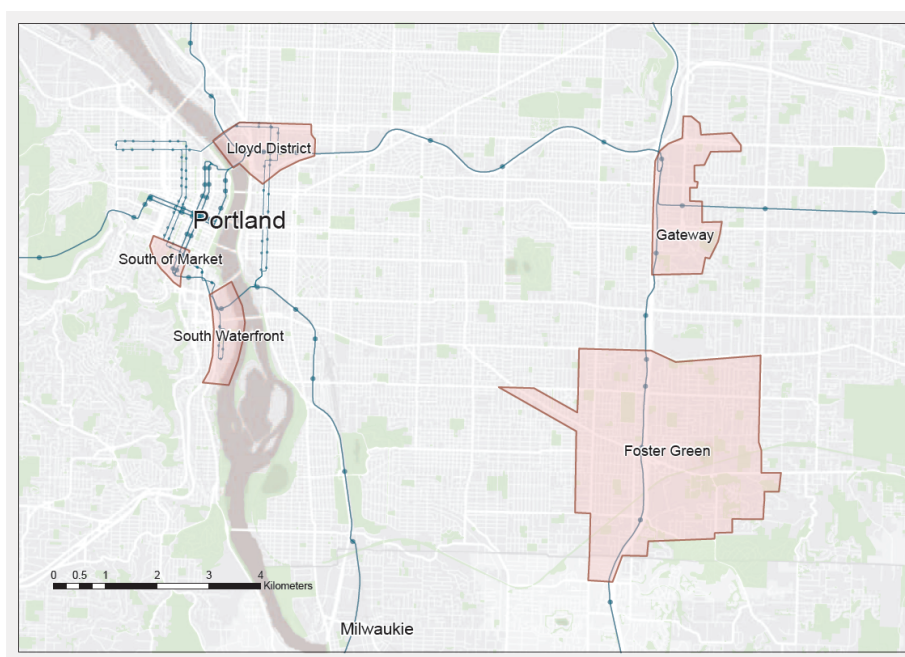 Lloyd District
Portland
Gateway
South of Market
South Waterfront
Foster Green
0 0.5 1 2 3 4
Kilometers
Milwaukie